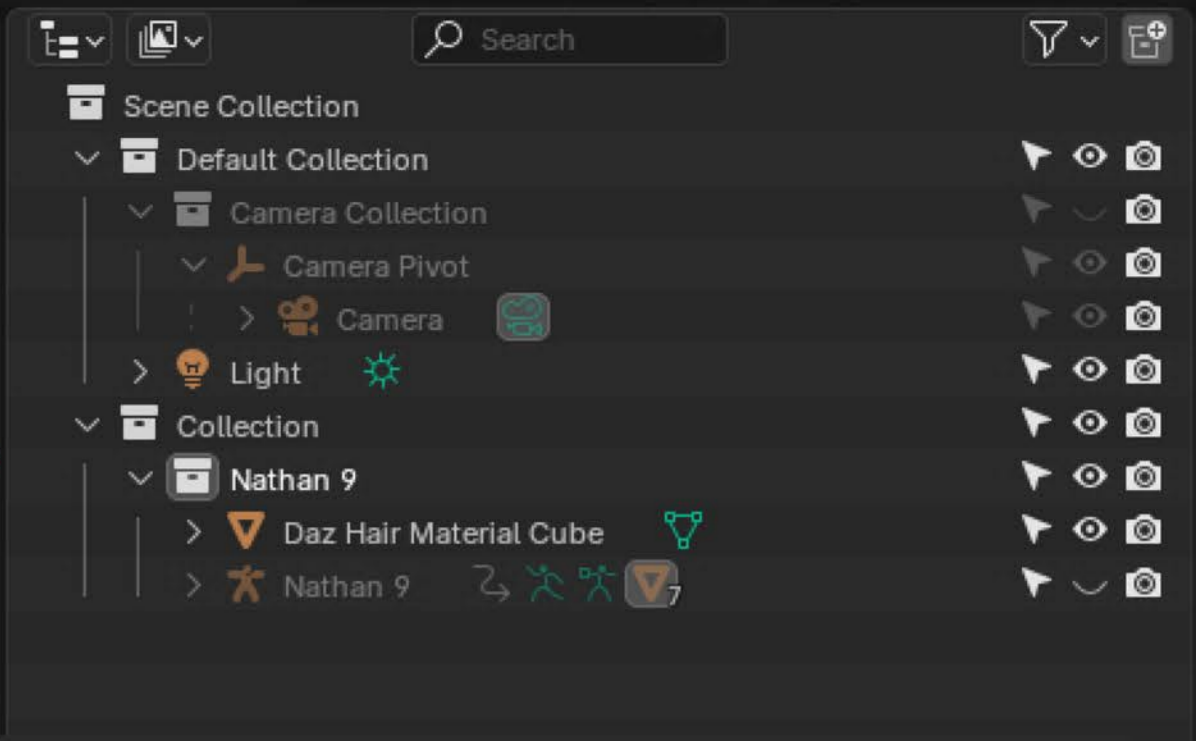 Search
Scene Collection
Default Collection
Camera Collection
Camera Pivot
Camera
Light
Collection
Nathan 9
Daz Hair Material Cube
Nathan 9 7